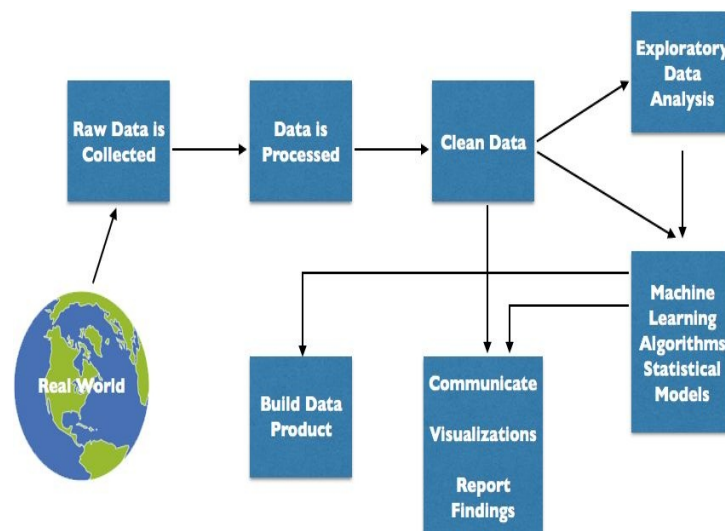 Exploratory
Data
Analysis
Raw Data is
Collected
Data is
Processed
Clean Data
Real World
Build Data
Product
Communicate
Visualizations
Report
Findings
Machine
Learning
Algorithms
Statistical
Models